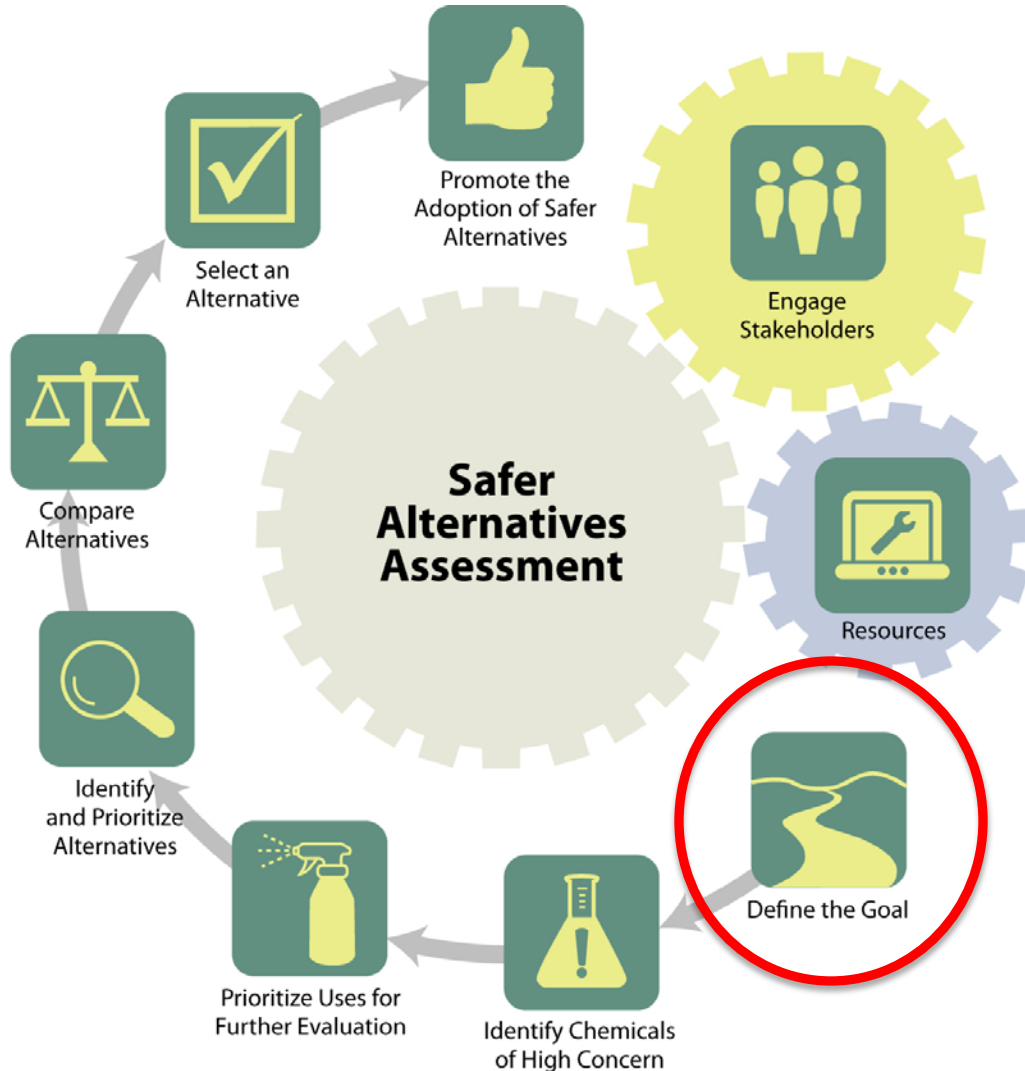 Promote the
Adoption of Safer
Alternatives
Select an
Alternative
Engage
Stakeholders
Safer
Alternatives
Assessment
Compare
Alternatives
Resources
Identify
and Prioritize
Alternatives
Define the Goal
Prioritize Uses for
Further Evaluation
Identify Chemicals
of High Concern